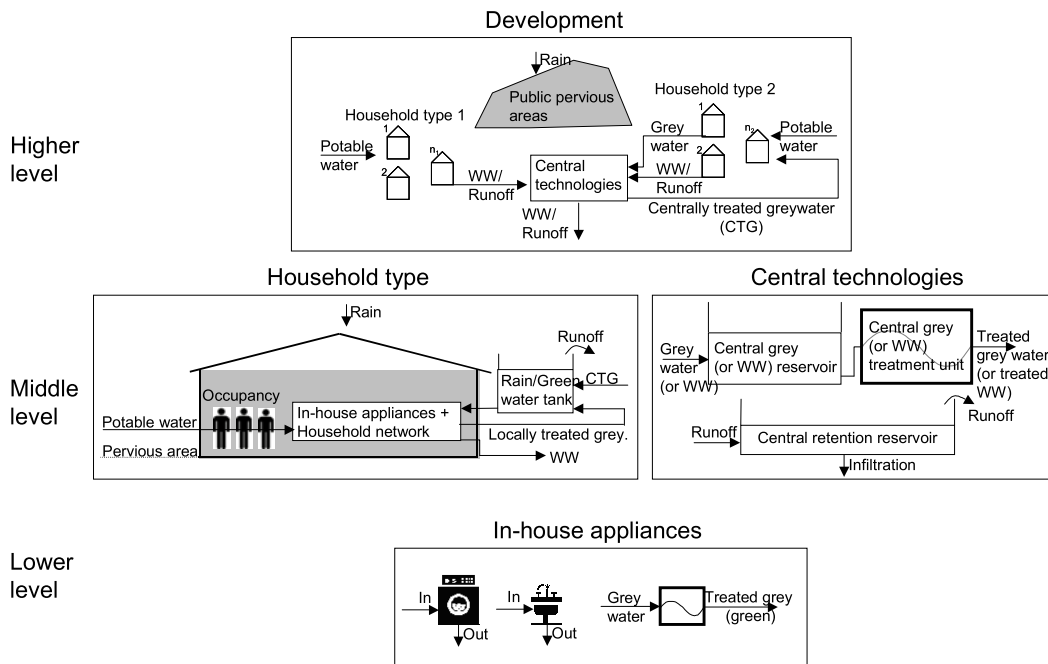 Development
Higher
level
Rain
Public pervious
areas
Household type 1
1
2
n1
Potable
water
WW/
Runoff
Central
technologies
WW/
Runoff
Household type 2
1
2
n2
Grey
water
WW/
Runoff
Potable
water
Centrally treated greywater
(CTG)
Middle
level
Household type
Rain
Occupancy
Potable water
Pervious area
In-house appliances +
Household network
Runoff
Rain/Green
water tank
CTG
Locally treated grey.
WW
Central technologies
Grey
water
(or WW)
Central grey
(or WW) reservoir
Central grey
(or WW)
treatment unit
Treated
grey water
(or treated
WW)
Runoff
Runoff
Central retention reservoir
Infiltration
Lower
level
In-house appliances
In
Out
In
Out
Grey
water
Treated grey
(green)